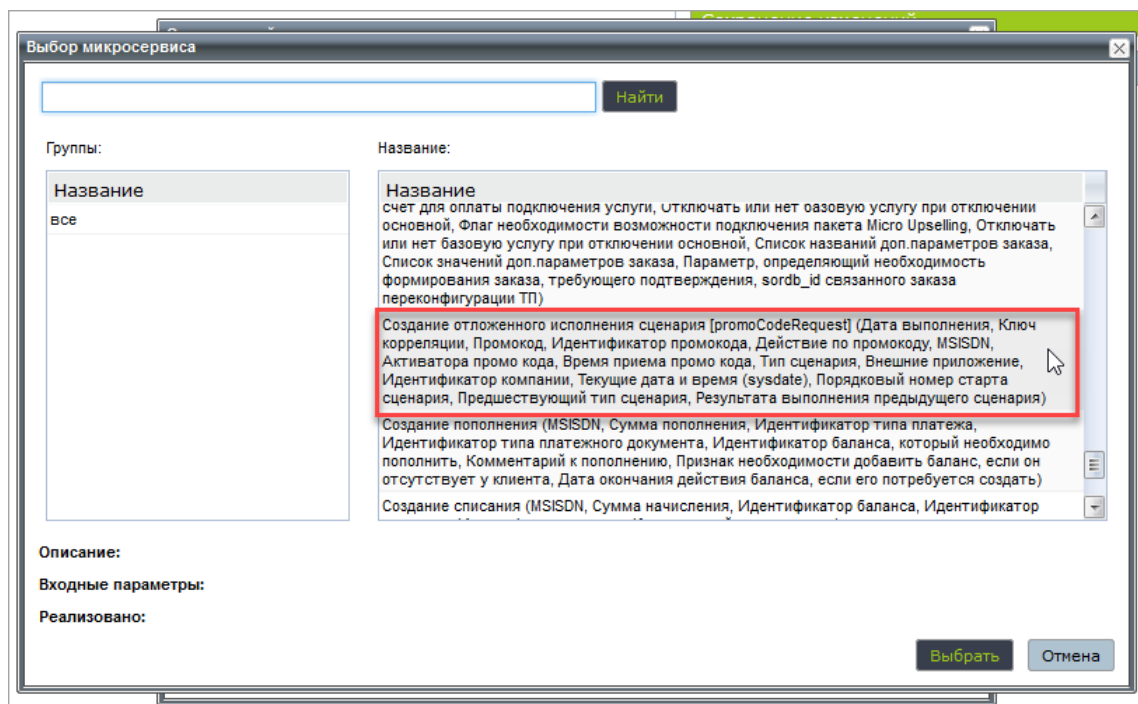 Выбор микросервиса
Найти
Группы:
Название:
Название
все
Название
счет для оплаты подключения услуги, Отключать или нет базовую услугу при отключении
основной, Флаг необходимости возможности подключения пакета Micro Upselling, Отключать
или нет базовую услугу при отключении основной, Список названий доп.параметров заказа,
Список значений доп.параметров заказа, Параметр, определяющий необходимость
формирования заказа, требующего подтверждения, sordb_id связанного заказа
переконфигурации ТП)
Создание отложенного исполнения сценария [promoCodeRequest] (Дата выполнения, Ключ
корреляции, Промокод, Идентификатор промокода, Действие по промокоду, MSISDN,
Активатора промо кода, Время приема промо кода, Тип сценария, Внешние приложение,
Идентификатор компании, Текущие дата и время (sysdate), Порядковый номер старта
сценария, Предшествующий тип сценария, Результата выполнения предыдущего сценария)
Создание пополнения (MSISDN, Сумма пополнения, Идентификатор типа платежа,
Идентификатор типа платежного документа, Идентификатор баланса, который необходимо
пополнить, Комментарий к пополнению, Признак необходимости добавить баланс, если он
отсутствует у клиента, Дата окончания действия баланса, если его потребуется создать)
Создание списания (MSISDN, Сумма начисления, Идентификатор баланса, Идентификатор
Описание:
Входные параметры:
Реализовано:
Выбрать
Отмена